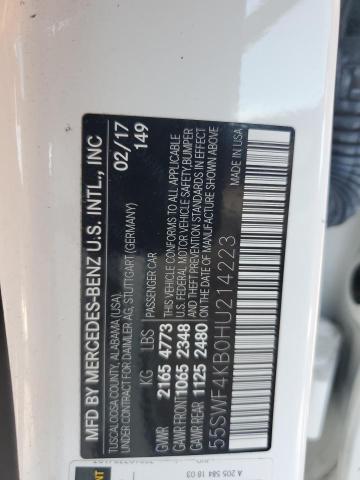 MFD BY MERCEDES-BENZ U.S. INTL., INC
TUSCALOOSA COUNTY, ALABAMA (USA),
UNDER CONTRACT FOR DAIMLER AG, STUTTGART (GERMANY)
02/17
149
KG LBS PASSENGER CAR
GVWR 2165 4773 THIS VEHICLE CONFORMS TO ALL APPLICABLE
GAWR FRONT 1065 2348 U.S. FEDERAL MOTOR VEHICLE SAFETY, BUMPER
GAWR REAR 1125 2480 AND THEFT PREVENTION STANDARDS IN EFFECT
ON THE DATE OF MANUFACTURE SHOWN ABOVE
MADE IN USA
55SWF4KB0HU214223
A 205 584 18 03